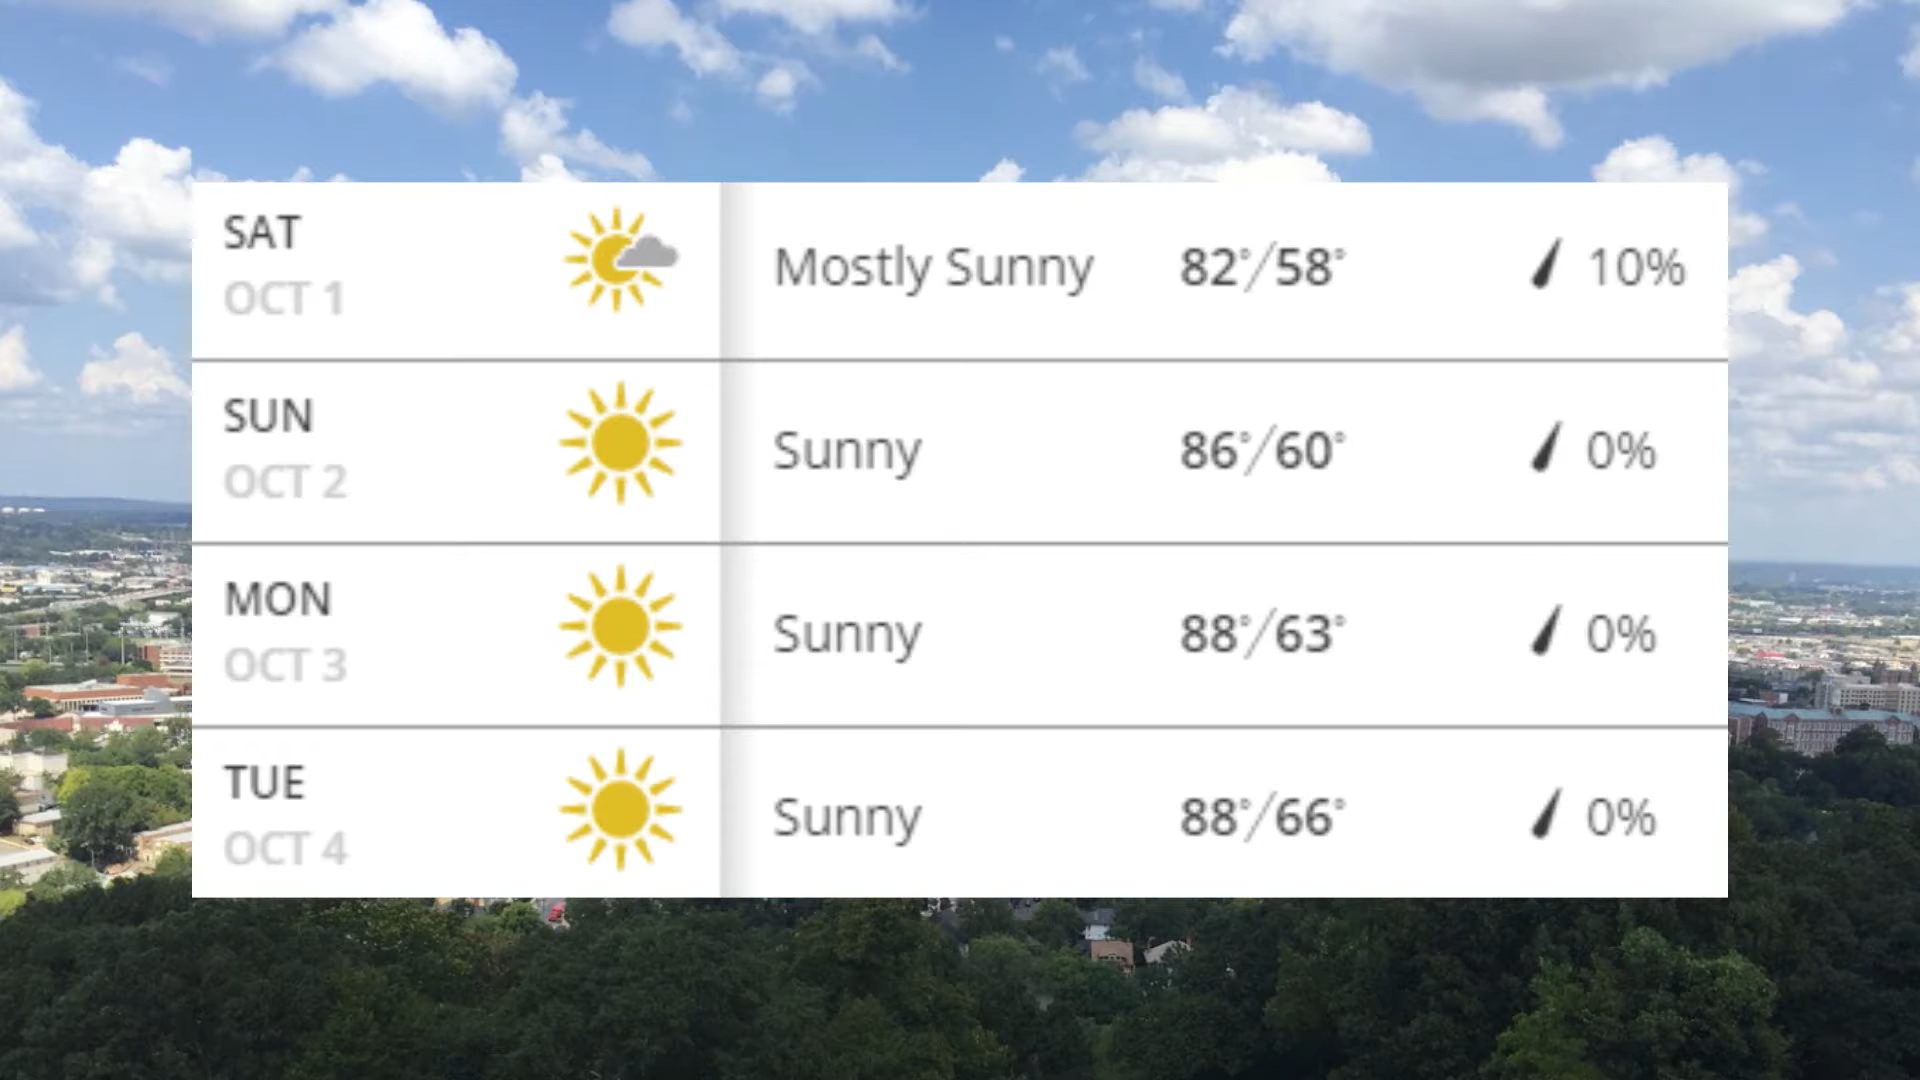 SAT
OCT 1
Mostly Sunny 82°/58° 10%
SUN
OCT 2
Sunny 86°/60° 0%
MON
OCT 3
Sunny 88°/63° 0%
TUE
OCT 4
Sunny 88°/66° 0%